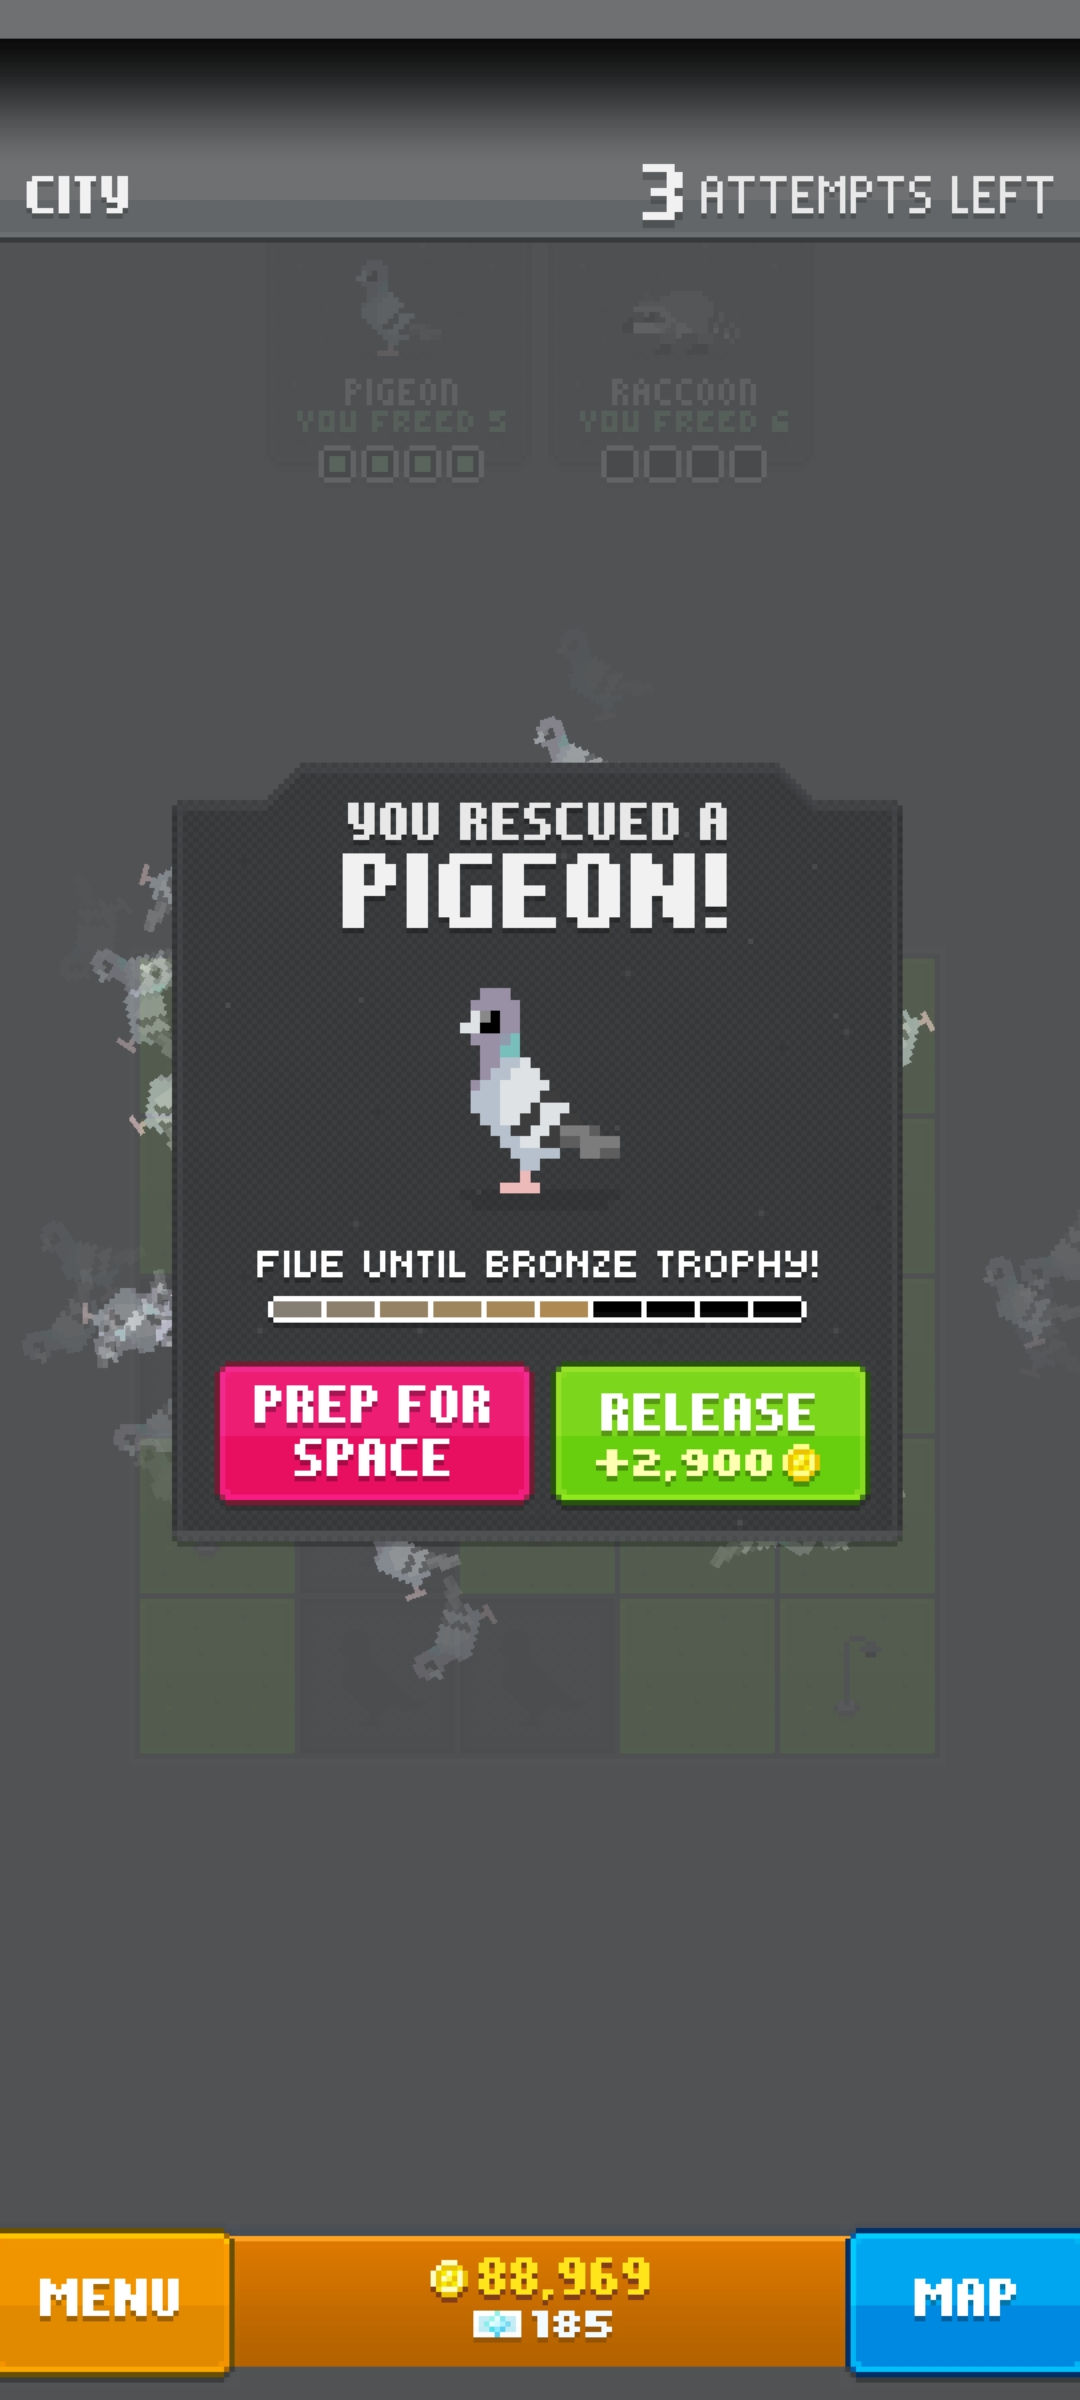 CITY
3 ATTEMPTS LEFT
PIGEON
RACCOON
YOU FREED 5
YOU FREED 6
YOU RESCUED A
PIGEON!
FIVE UNTIL BRONZE TROPHY!
PREP FOR
SPACE
RELEASE
+2,900
MENU
88,969
185
MAP